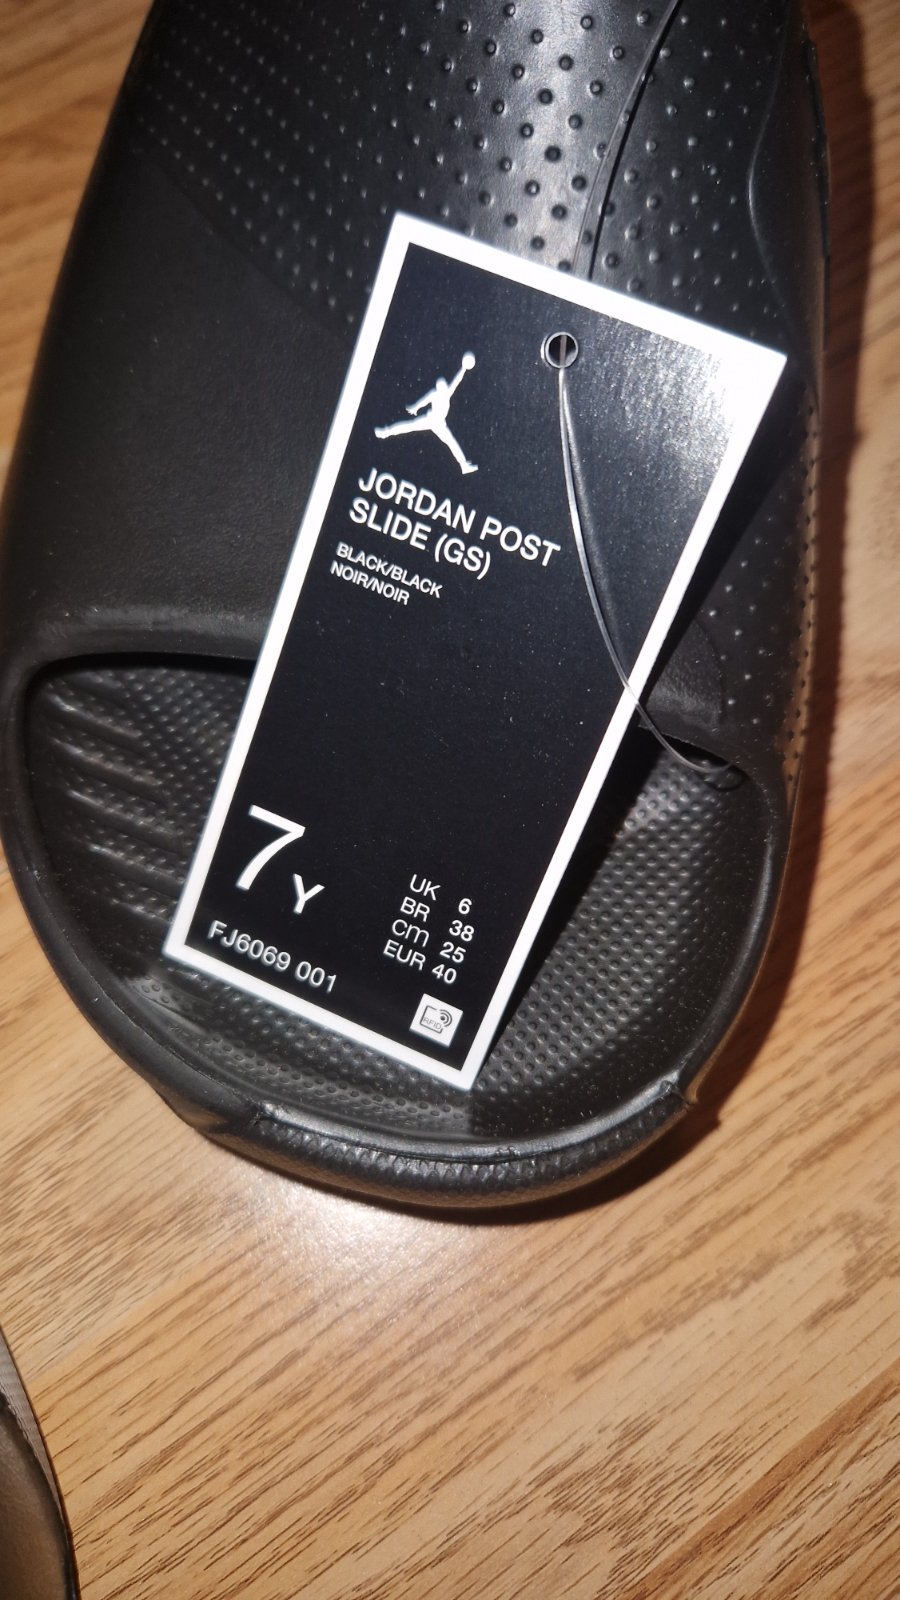 JORDAN POST
SLIDE (GS)
BLACK/BLACK
NOIR/NOIR
7Y
UK 6
BR 38
CM 25
EUR 40
FJ6069 001
RFID